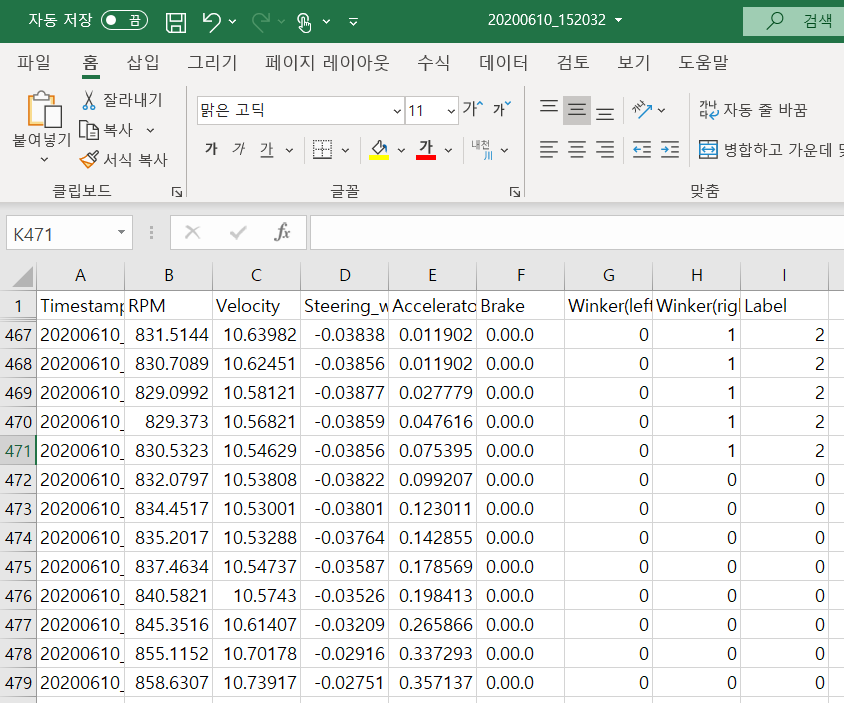 자동 저장 끔 20200610_152032 검색
파일 홈 삽입 그리기 페이지 레이아웃 수식 데이터 검토 보기 도움말
붙여넣기 잘라내기 복사 서식 복사
맑은 고딕 11 가 가 자동 줄 바꿈
가 가 가 가 내천 川 병합하고 가운데
클립보드 글꼴 맞춤
K471 fx
A B C D E F G H I
1 Timestamp RPM Velocity Steering_w Accelerato Brake Winker(left Winker(rig Label
467 20200610_ 831.5144 10.63982 -0.03838 0.011902 0.00.0 0 1 2
468 20200610_ 830.7089 10.62451 -0.03856 0.011902 0.00.0 0 1 2
469 20200610_ 829.0992 10.58121 -0.03877 0.027779 0.00.0 0 1 2
470 20200610_ 829.373 10.56821 -0.03859 0.047616 0.00.0 0 1 2
471 20200610_ 830.5323 10.54629 -0.03856 0.075395 0.00.0 0 1 2
472 20200610_ 832.0797 10.53808 -0.03822 0.099207 0.00.0 0 0 0
473 20200610_ 834.4517 10.53001 -0.03801 0.123011 0.00.0 0 0 0
474 20200610_ 835.2017 10.53288 -0.03764 0.142855 0.00.0 0 0 0
475 20200610_ 837.4634 10.54737 -0.03587 0.178569 0.00.0 0 0 0
476 20200610_ 840.5821 10.5743 -0.03526 0.198413 0.00.0 0 0 0
477 20200610_ 845.3516 10.61407 -0.03209 0.265866 0.00.0 0 0 0
478 20200610_ 855.1152 10.70178 -0.02916 0.337293 0.00.0 0 0 0
479 20200610_ 858.6307 10.73917 -0.02751 0.357137 0.00.0 0 0 0